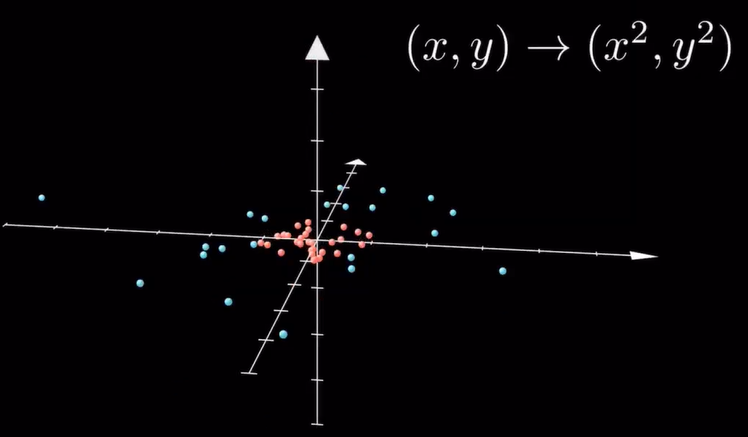 (x, y) → (x², y²)